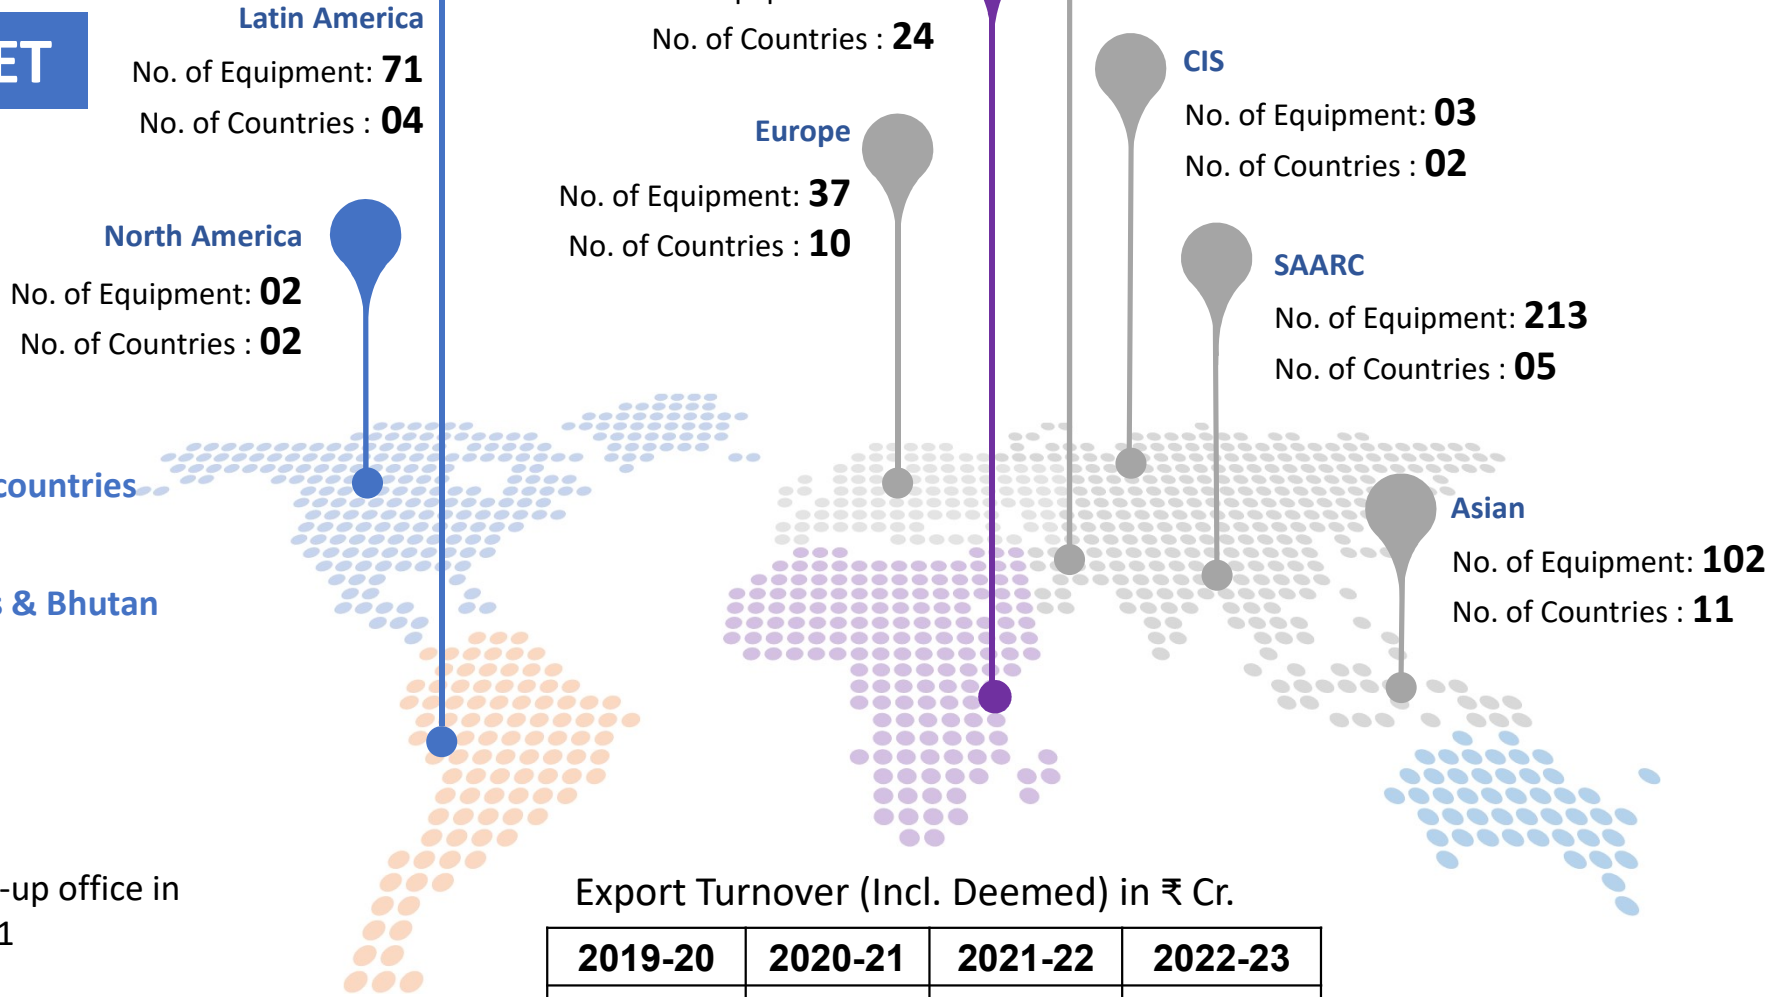 ET
Latin America
No. of Equipment: 71
No. of Countries : 04
No. of Countries : 24
CIS
No. of Equipment: 03
No. of Countries : 02
Europe
No. of Equipment: 37
No. of Countries : 10
North America
No. of Equipment: 02
No. of Countries : 02
SAARC
No. of Equipment: 213
No. of Countries : 05
countries
Asian
No. of Equipment: 102
No. of Countries : 11
& Bhutan
-up office in
1
Export Turnover (Incl. Deemed) in ₹ Cr.
2019-20 2020-21 2021-22 2022-23